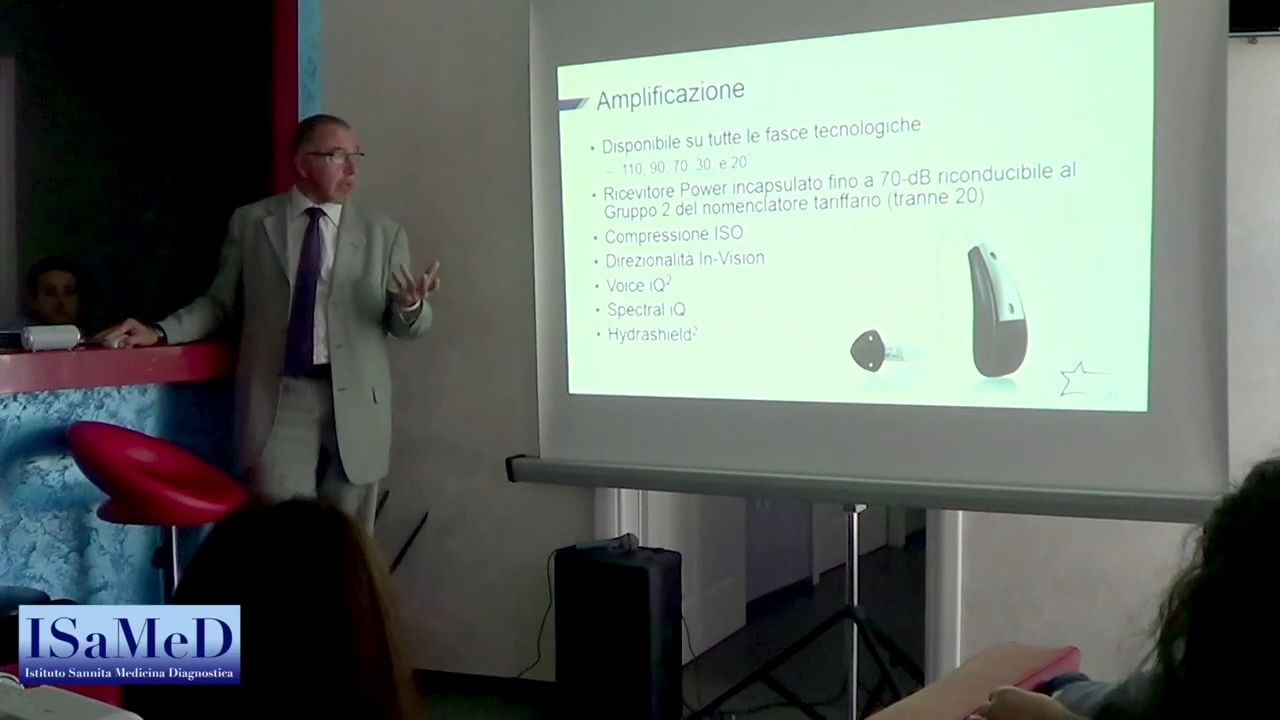 Amplificazione
• Disponibile su tutte le fasce tecnologiche
– 110, 90, 70, 30, e 20
• Ricevitore Power incapsulato fino a 70-dB riconducibile al
Gruppo 2 del nomenclatore tariffario (tranne 20)
• Compressione ISO
• Direzionalità In-Vision
• Voice iQ²
• Spectral iQ
• Hydrashield²
ISaMeD
Istituto Sannita Medicina Diagnostica